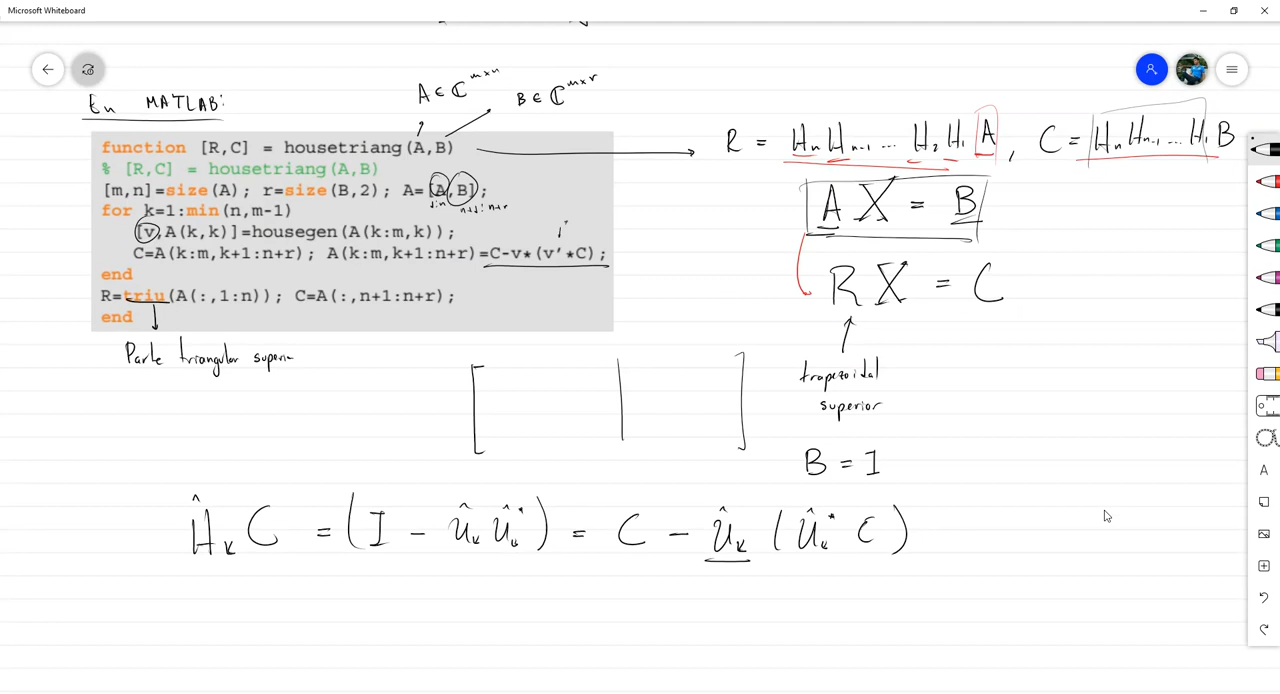 Microsoft Whiteboard
En MATLAB:
A ∈ ℂ^{m×n}
B ∈ ℂ^{m×r}
function [R,C] = housetriang(A,B)
% [R,C] = housetriang(A,B)
[m,n]=size(A); r=size(B,2); A=[A,B];
1:n n+1:n+r
for k=1:min(n,m-1)
[v,A(k,k)]=housegen(A(k:m,k));
C=A(k:m,k+1:n+r); A(k:m,k+1:n+r)=C-v*(v'*C);
end
R=triu(A(:,1:n)); C=A(:,n+1:n+r);
end
Parte triangular superior
R = H_n H_{n-1} ... H_2 H_1 A , C = H_n H_{n-1} ... H_1 B
A X = B
R X = C
trapezoidal
superior
B = I
Ĥ_k C = (I - û_k û_k^*) = C - û_k (û_k^* C)
A